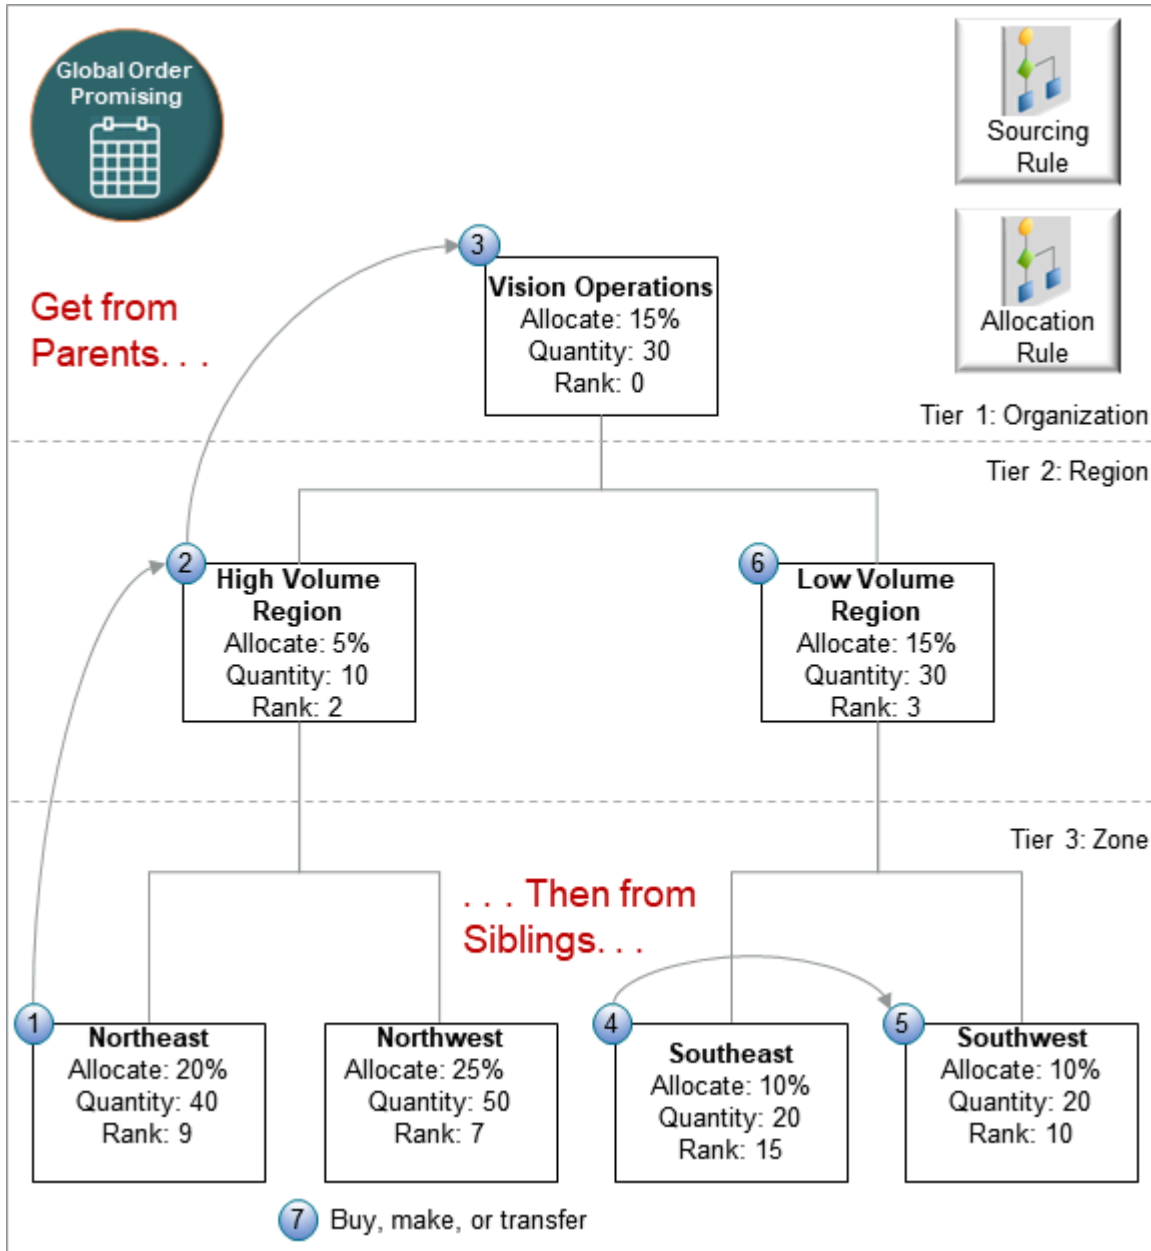 Global Order
Promising
Sourcing
Rule
Allocation
Rule
3
Vision Operations
Allocate: 15%
Quantity: 30
Rank: 0
Get from
Parents. . .
Tier 1: Organization
Tier 2: Region
2
High Volume
Region
Allocate: 5%
Quantity: 10
Rank: 2
6
Low Volume
Region
Allocate: 15%
Quantity: 30
Rank: 3
Tier 3: Zone
. . . Then from
Siblings. . .
1
Northeast
Allocate: 20%
Quantity: 40
Rank: 9
Northwest
Allocate: 25%
Quantity: 50
Rank: 7
4
Southeast
Allocate: 10%
Quantity: 20
Rank: 15
5
Southwest
Allocate: 10%
Quantity: 20
Rank: 10
7 Buy, make, or transfer